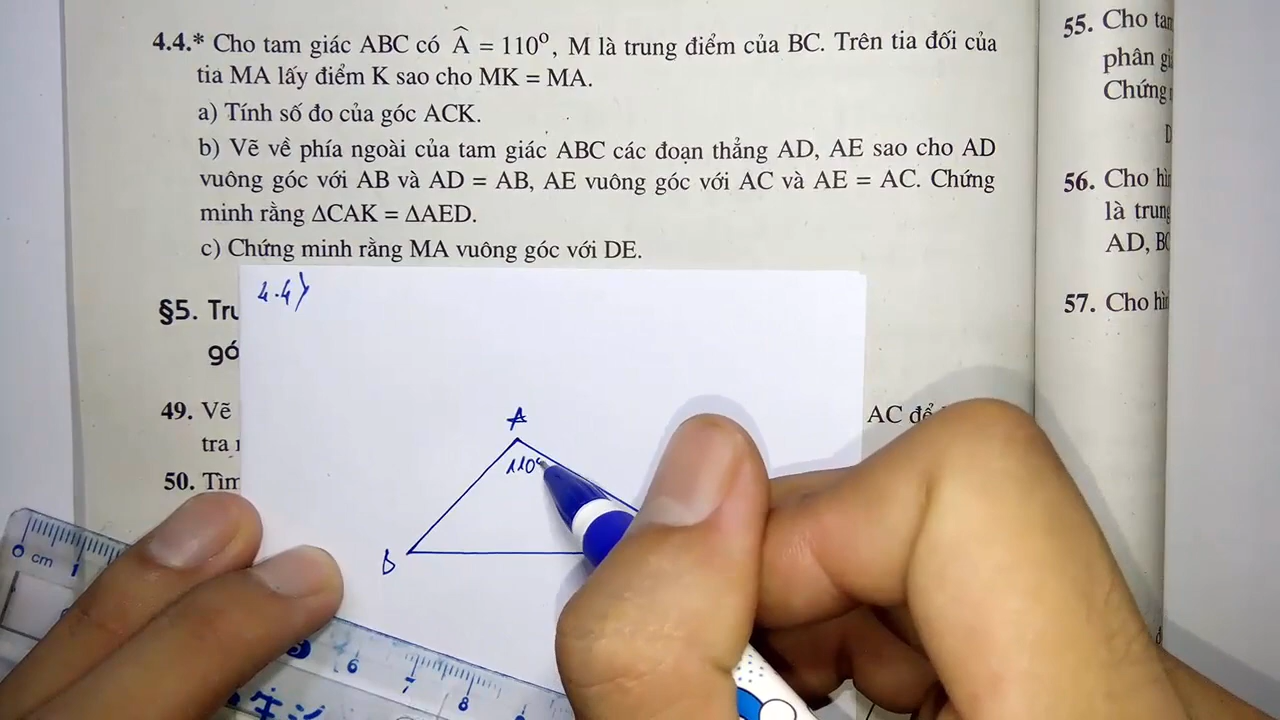 4.4.* Cho tam giác ABC có Â = 110°, M là trung điểm của BC. Trên tia đối của
tia MA lấy điểm K sao cho MK = MA.
a) Tính số đo của góc ACK.
b) Vẽ về phía ngoài của tam giác ABC các đoạn thẳng AD, AE sao cho AD
vuông góc với AB và AD = AB, AE vuông góc với AC và AE = AC. Chứng
minh rằng ΔCAK = ΔAED.
c) Chứng minh rằng MA vuông góc với DE.
§5.
gó
49. Vẽ
AC để
tra
50. Tìm
55. Cho
phân
Chứng
56. Cho
là trung
AD,
57. Cho
4.4)
A
110°
B
0 cm 1
6 7 8